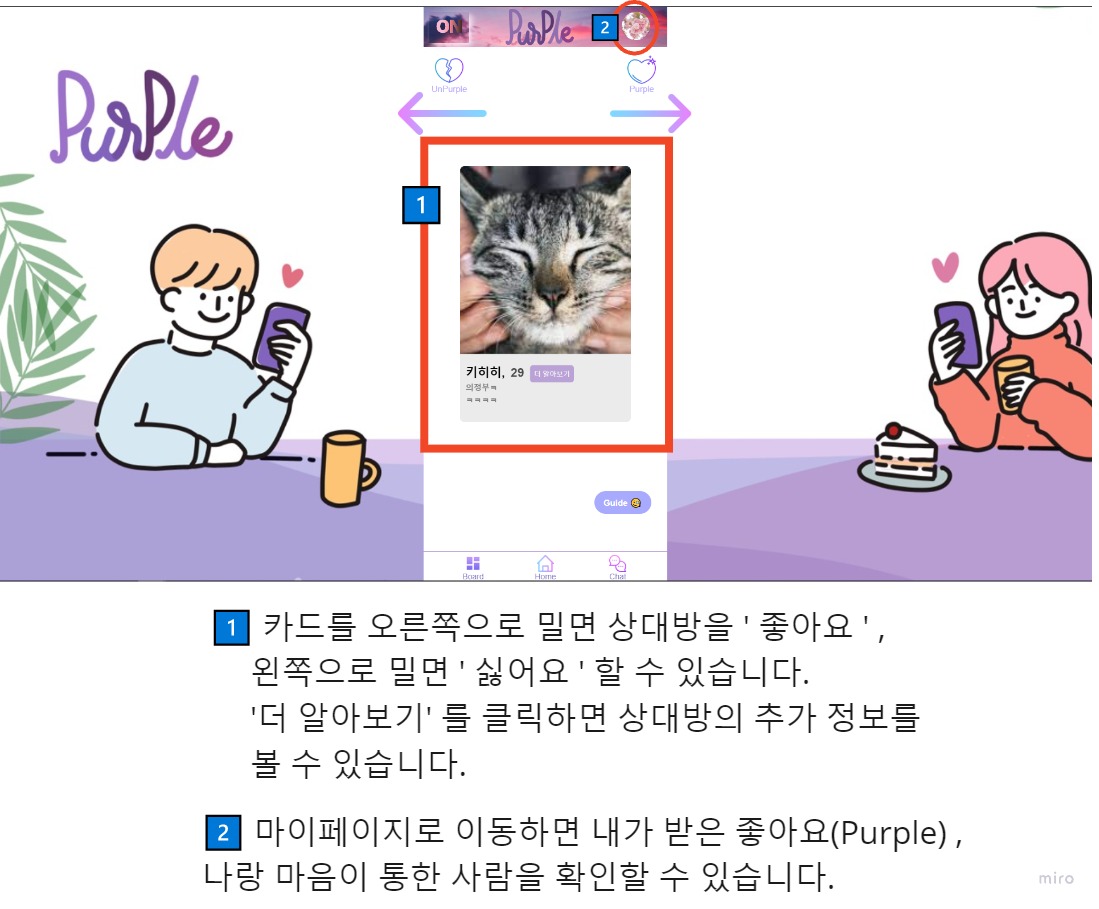 ON
PurPle
2
UnPurple
Purple
PurPle
1
키히히, 29 더 알아보기
의정부ㅋ
ㅋㅋㅋㅋ
Guide
Board
Home
Chat
1 카드를 오른쪽으로 밀면 상대방을 ' 좋아요 ' ,
왼쪽으로 밀면 ' 싫어요 ' 할 수 있습니다.
'더 알아보기' 를 클릭하면 상대방의 추가 정보를
볼 수 있습니다.
2 마이페이지로 이동하면 내가 받은 좋아요(Purple) ,
나랑 마음이 통한 사람을 확인할 수 있습니다.
miro